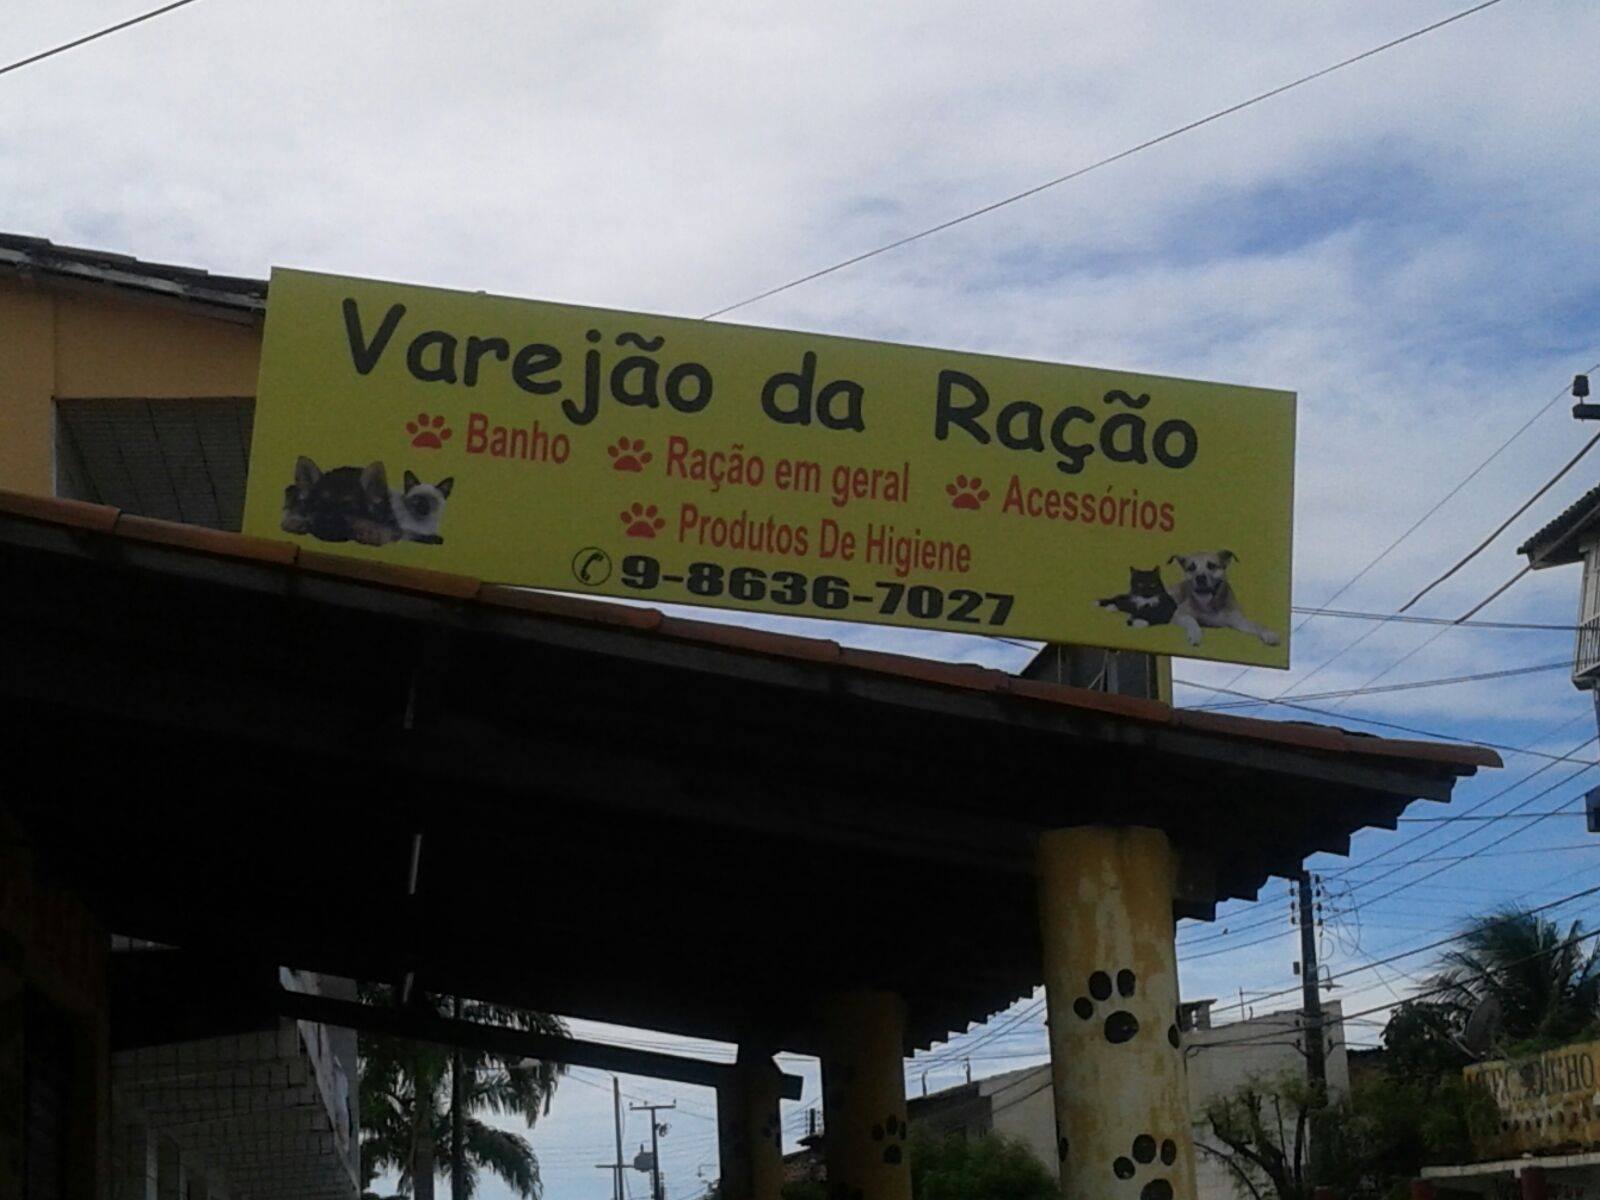 Varejão da Ração
Banho Ração em geral Acessórios
Produtos De Higiene
9-8636-7027